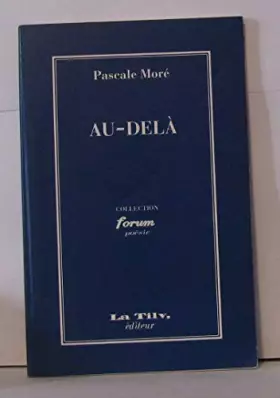 Pascale Moré
AU-DELÀ
COLLECTION
forum
poésie
La Tilv.
éditeur